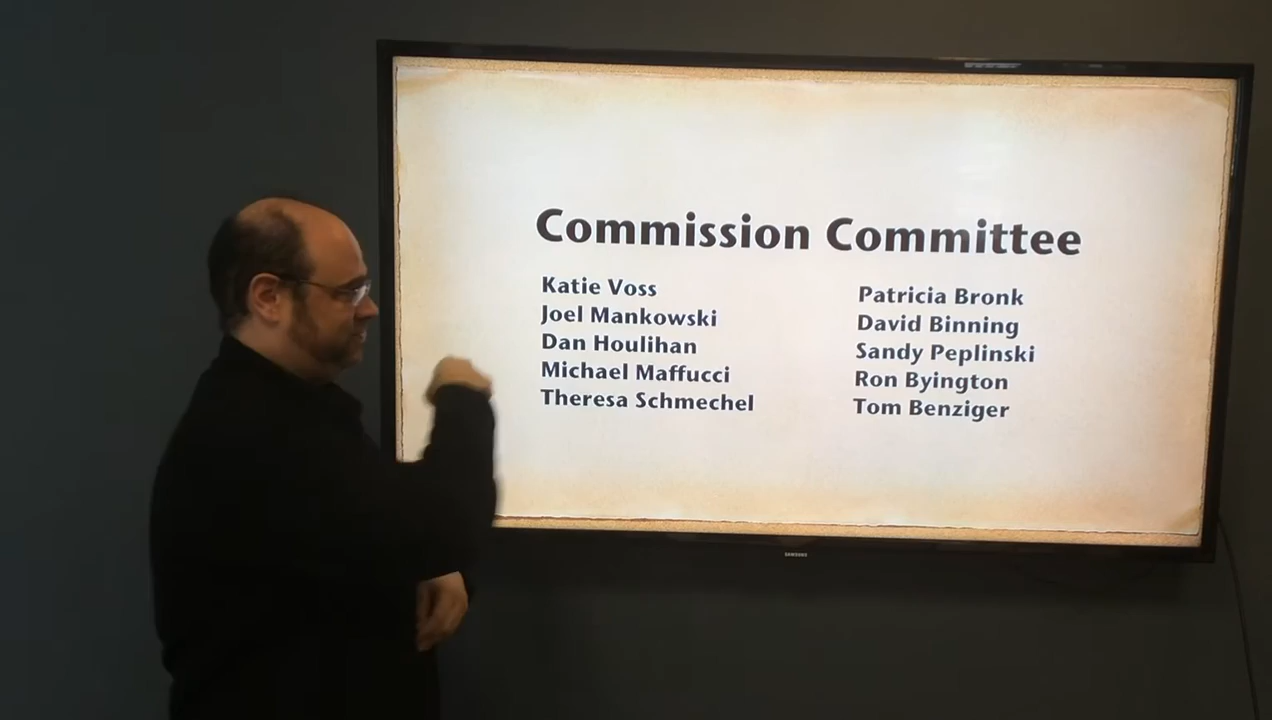 Commission Committee
Katie Voss
Joel Mankowski
Dan Houlihan
Michael Maffucci
Theresa Schmechel
Patricia Bronk
David Binning
Sandy Peplinski
Ron Byington
Tom Benziger
SAMSUNG